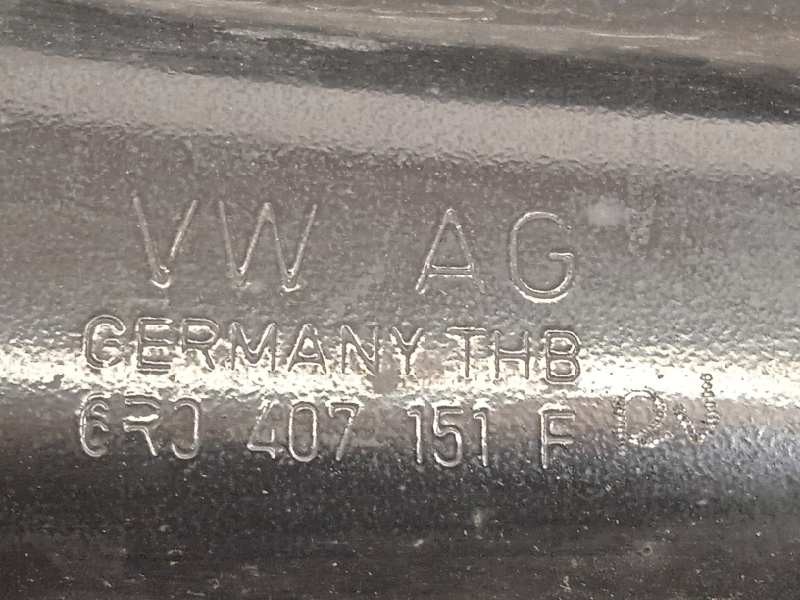 VW AG
GERMANY THB
6R0 407 151 F